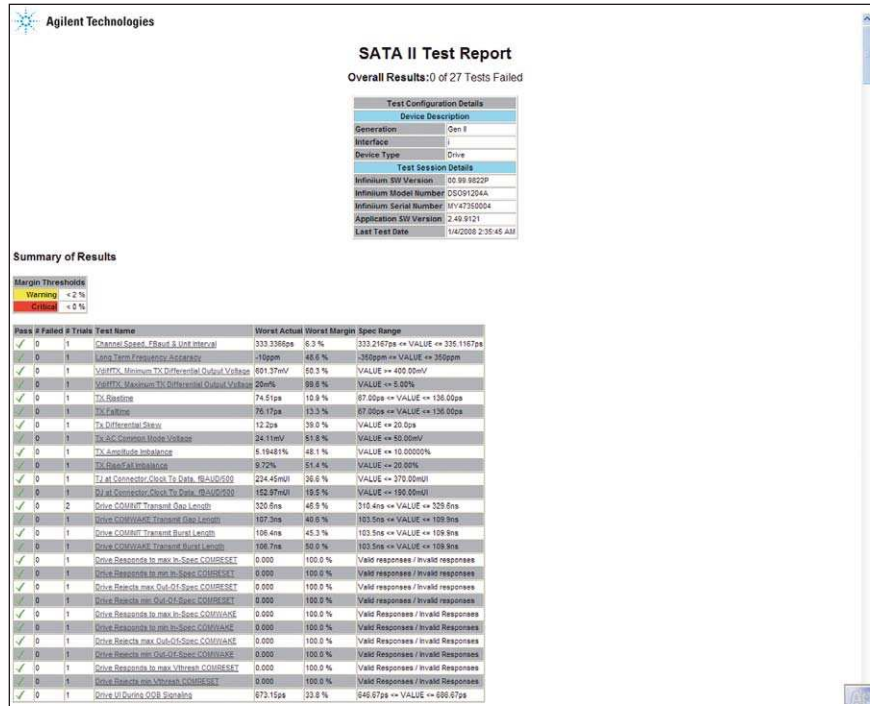 Agilent Technologies
SATA II Test Report
Overall Results:0 of 27 Tests Failed
Test Configuration Details
Device Description
Generation Gen II
Interface i
Device Type Drive
Test Session Details
Infiniium SW Version 00.99.9822P
Infiniium Model Number DSO91204A
Infiniium Serial Number MY47350004
Application SW Version 2.49.9121
Last Test Date 1/4/2008 2:35:45 AM
Summary of Results
Margin Thresholds
Warning < 2 %
Critical < 0 %
Pass # Failed # Trials Test Name Worst Actual Worst Margin Spec Range
0 1 Channel Speed, FBaud & Unit Interval 333.3366ps 6.3 % 333.2167ps <= VALUE <= 335.1167ps
0 1 Long Term Frequency Accuracy -10ppm 48.6 % -350ppm <= VALUE <= 350ppm
0 1 VdiffTX, Minimum TX Differential Output Voltage 601.37mV 50.3 % VALUE >= 400.00mV
0 1 VdiffTX, Maximum TX Differential Output Voltage 20m% 99.6 % VALUE <= 5.00%
0 1 TX Risetime 74.51ps 10.9 % 67.00ps <= VALUE <= 136.00ps
0 1 TX Falltime 76.17ps 13.3 % 67.00ps <= VALUE <= 136.00ps
0 1 Tx Differential Skew 12.2ps 39.0 % VALUE <= 20.0ps
0 1 Tx AC Common Mode Voltage 24.11mV 51.8 % VALUE <= 50.00mV
0 1 TX Amplitude Imbalance 5.19481% 48.1 % VALUE <= 10.00000%
0 1 TX Rise/Fall Imbalance 9.72% 51.4 % VALUE <= 20.00%
0 1 TJ at Connector,Clock To Data, fBAUD/500 234.45mUI 36.6 % VALUE <= 370.00mUI
0 1 DJ at Connector,Clock To Data, fBAUD/500 152.97mUI 19.5 % VALUE <= 190.00mUI
0 2 Drive COMINIT Transmit Gap Length 320.6ns 46.9 % 310.4ns <= VALUE <= 329.6ns
0 1 Drive COMWAKE Transmit Gap Length 107.3ns 40.6 % 103.5ns <= VALUE <= 109.9ns
0 1 Drive COMINIT Transmit Burst Length 106.4ns 45.3 % 103.5ns <= VALUE <= 109.9ns
0 1 Drive COMWAKE Transmit Burst Length 106.7ns 50.0 % 103.5ns <= VALUE <= 109.9ns
0 1 Drive Responds to max In-Spec COMRESET 0.000 100.0 % Valid responses / Invalid responses
0 1 Drive Responds to min In-Spec COMRESET 0.000 100.0 % Valid responses / Invalid responses
0 1 Drive Rejects max Out-Of-Spec COMRESET 0.000 100.0 % Valid responses / Invalid responses
0 1 Drive Rejects min Out-Of-Spec COMRESET 0.000 100.0 % Valid responses / Invalid responses
0 1 Drive Responds to max In-Spec COMWAKE 0.000 100.0 % Valid Responses / Invalid Responses
0 1 Drive Responds to min In-Spec COMWAKE 0.000 100.0 % Valid Responses / Invalid Responses
0 1 Drive Rejects max Out-Of-Spec COMWAKE 0.000 100.0 % Valid Responses / Invalid Responses
0 1 Drive Rejects min Out-Of-Spec COMWAKE 0.000 100.0 % Valid Responses / Invalid Responses
0 1 Drive Responds to max Vthresh COMRESET 0.000 100.0 % Valid Responses / Invalid Responses
0 1 Drive Rejects min Vthresh COMRESET 0.000 100.0 % Valid Responses / Invalid Responses
0 1 Drive UI During OOB Signaling 673.15ps 33.8 % 646.67ps <= VALUE <= 686.67ps